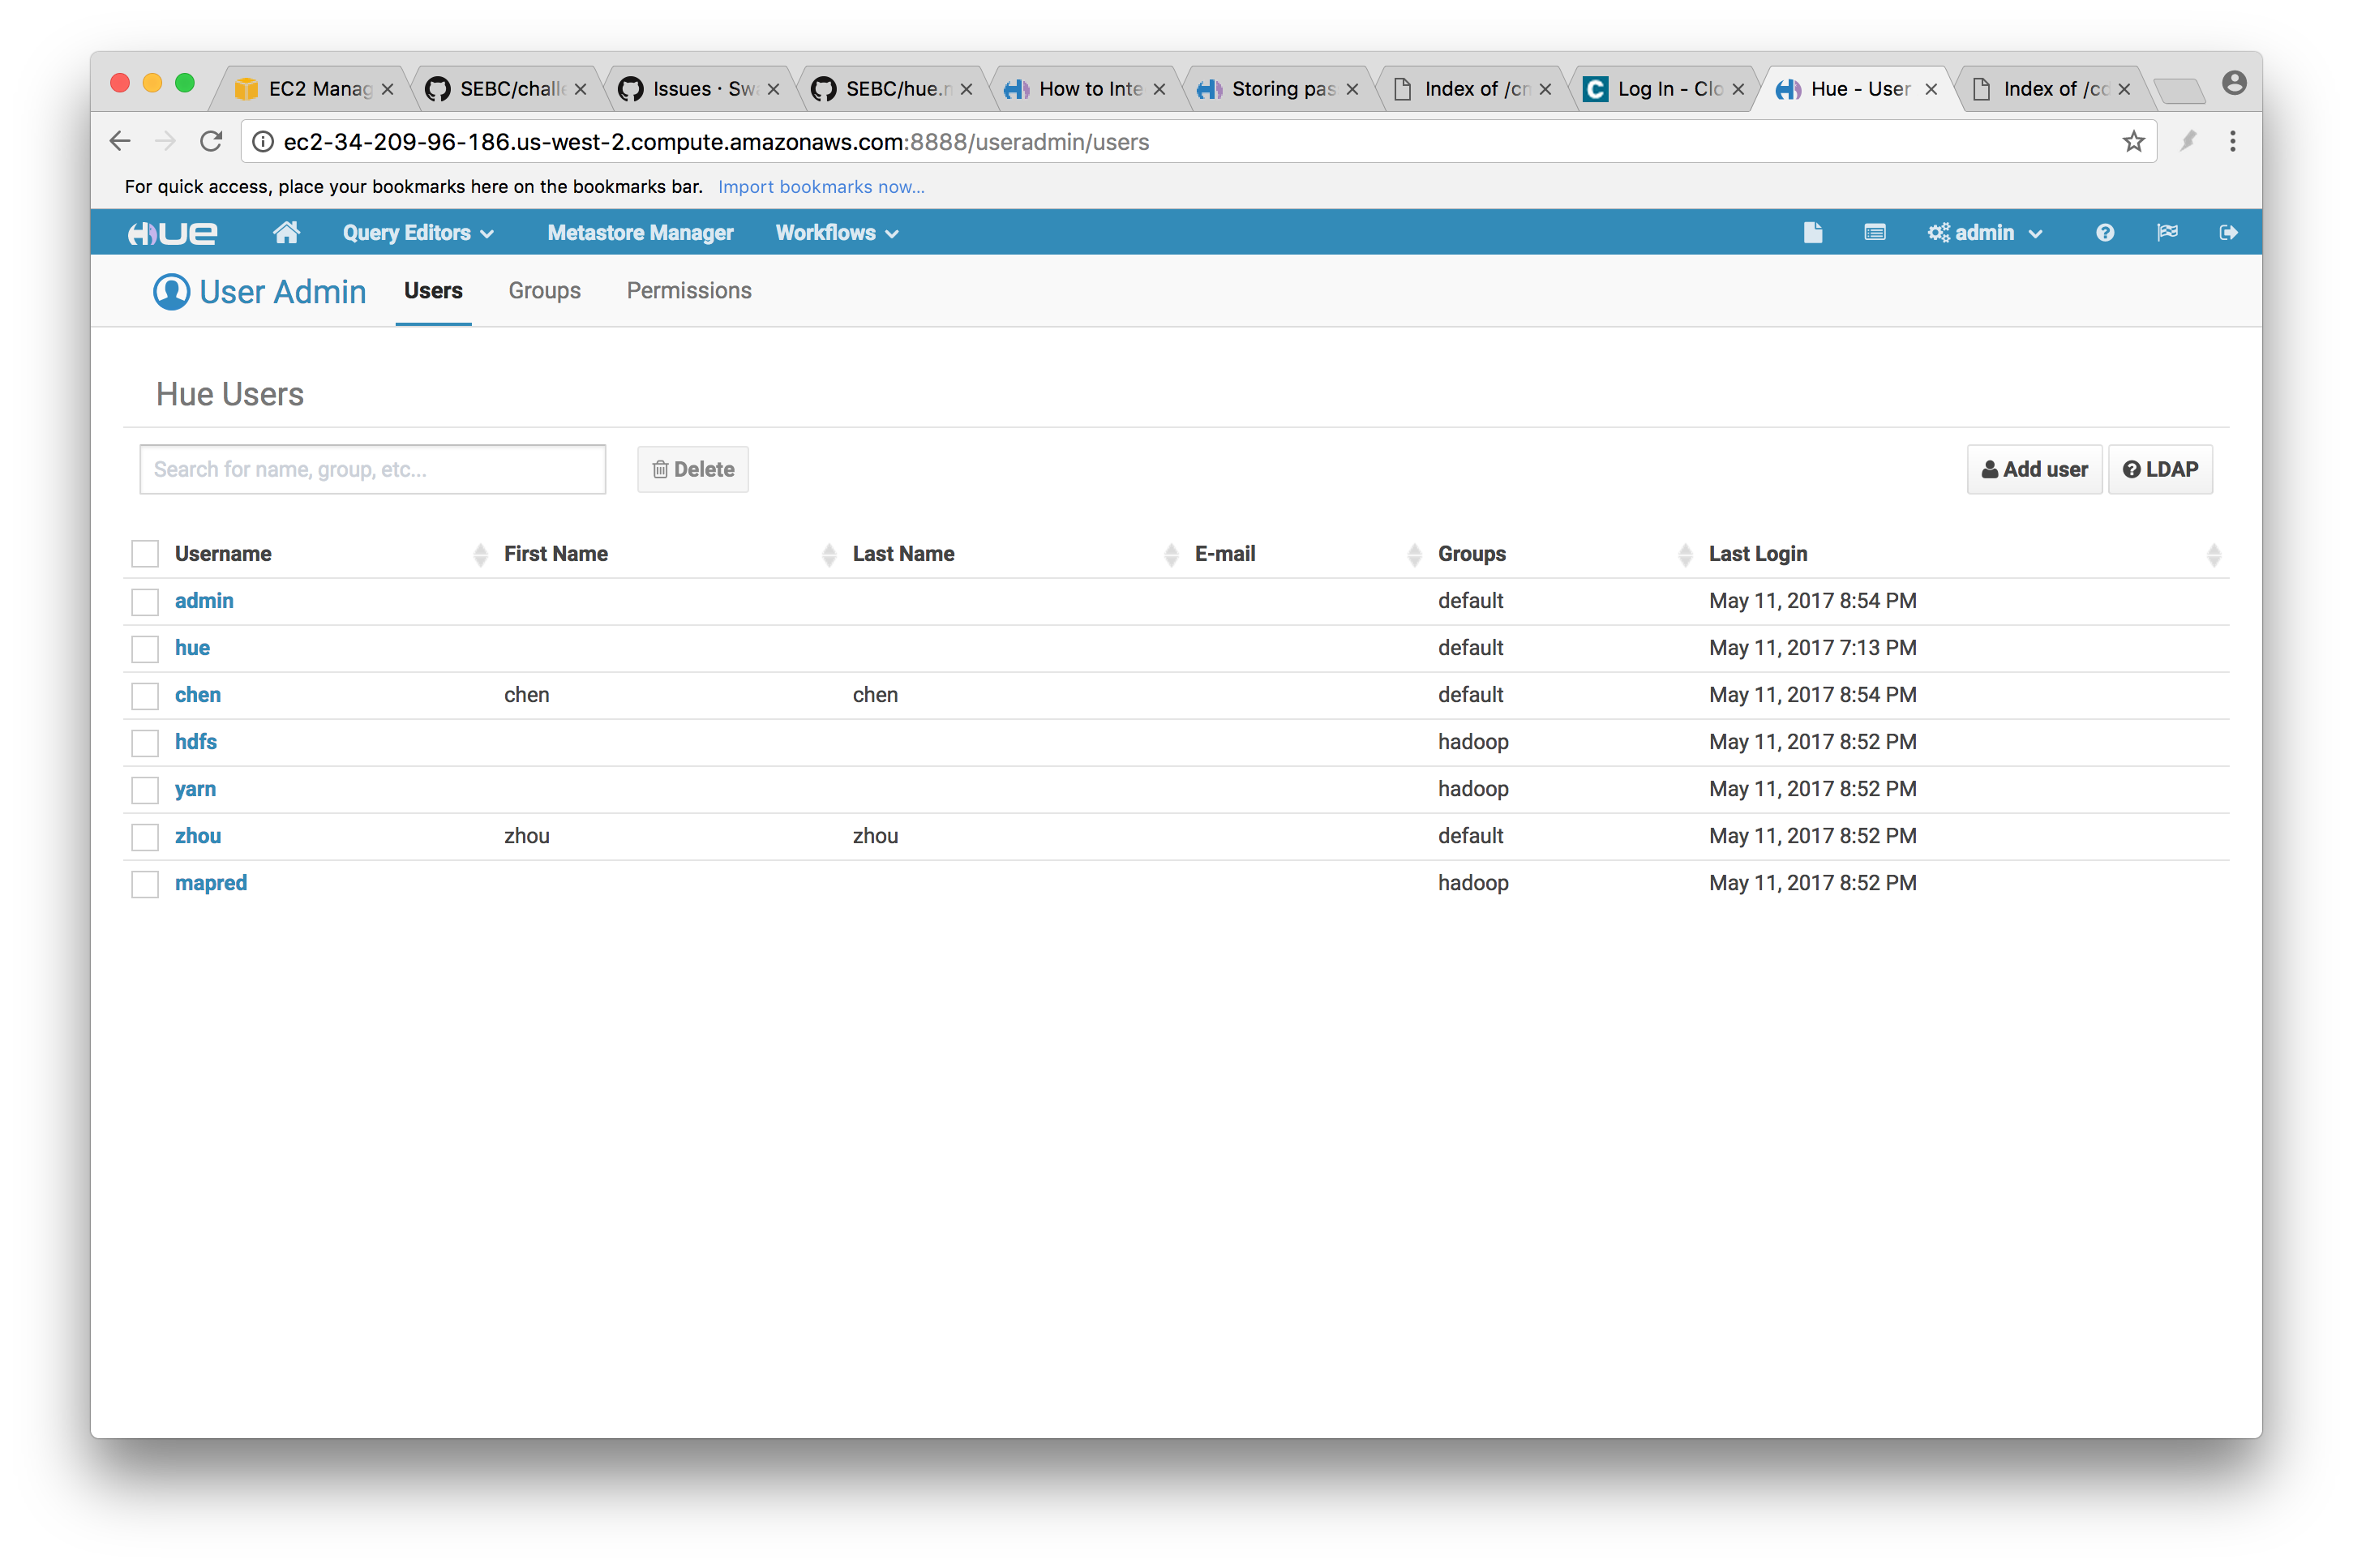 EC2 Manag SEBC/challe Issues · Swa SEBC/hue.m How to Inte Storing pas Index of /cm Log In - Clo Hue - User Index of /cd
ec2-34-209-96-186.us-west-2.compute.amazonaws.com:8888/useradmin/users
For quick access, place your bookmarks here on the bookmarks bar. Import bookmarks now...
HUE Query Editors Metastore Manager Workflows admin
User Admin Users Groups Permissions
Hue Users
Search for name, group, etc... Delete Add user LDAP
Username First Name Last Name E-mail Groups Last Login
admin default May 11, 2017 8:54 PM
hue default May 11, 2017 7:13 PM
chen chen chen default May 11, 2017 8:54 PM
hdfs hadoop May 11, 2017 8:52 PM
yarn hadoop May 11, 2017 8:52 PM
zhou zhou zhou default May 11, 2017 8:52 PM
mapred hadoop May 11, 2017 8:52 PM